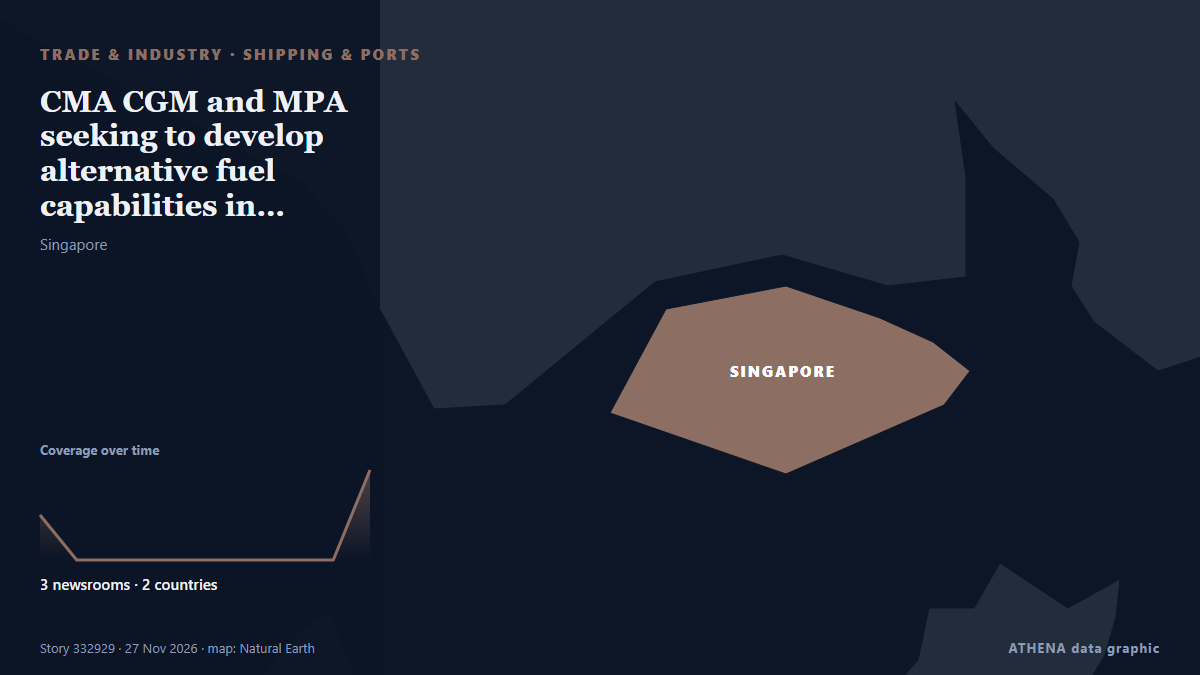 TRADE & INDUSTRY · SHIPPING & PORTS
CMA CGM and MPA
seeking to develop
alternative fuel
capabilities in...
Singapore
SINGAPORE
Coverage over time
3 newsrooms · 2 countries
Story 332929 · 27 Nov 2026 · map: Natural Earth
ATHENA data graphic